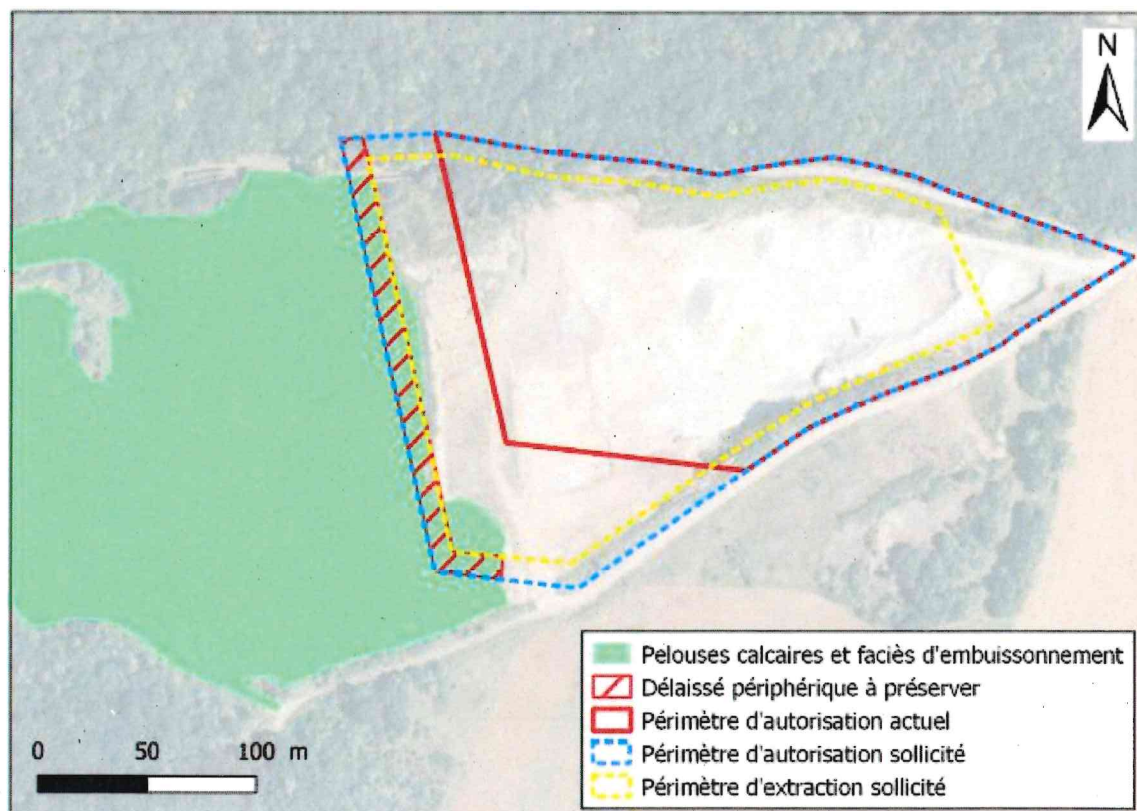 N
Pelouses calcaires et faciès d'embuissonnement
Délaissé périphérique à préserver
Périmètre d'autorisation actuel
Périmètre d'autorisation sollicité
Périmètre d'extraction sollicité
0 50 100 m